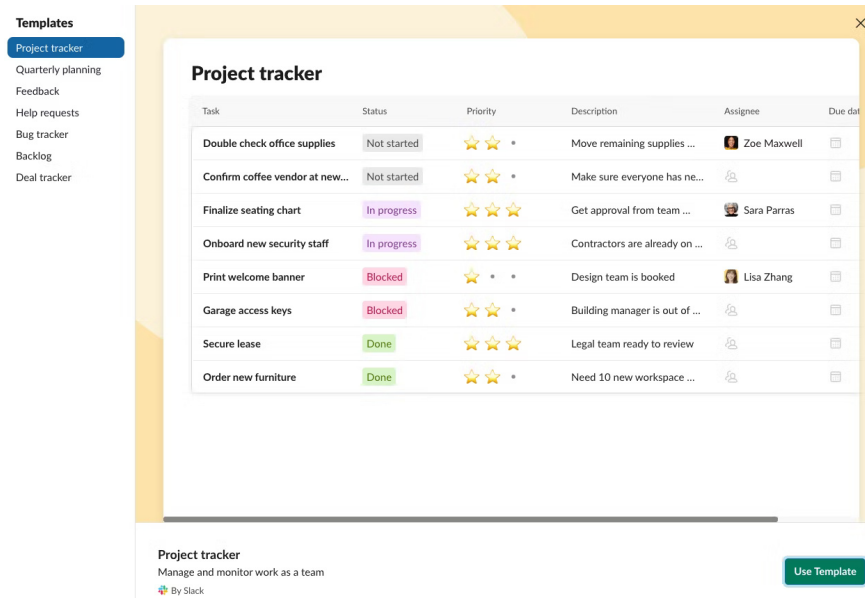 Templates
Project tracker
Quarterly planning
Feedback
Help requests
Bug tracker
Backlog
Deal tracker
Project tracker
Task Status Priority Description Assignee Due dat
Double check office supplies Not started Move remaining supplies ... Zoe Maxwell
Confirm coffee vendor at new... Not started Make sure everyone has ne...
Finalize seating chart In progress Get approval from team ... Sara Parras
Onboard new security staff In progress Contractors are already on ...
Print welcome banner Blocked Design team is booked Lisa Zhang
Garage access keys Blocked Building manager is out of ...
Secure lease Done Legal team ready to review
Order new furniture Done Need 10 new workspace ...
Project tracker
Manage and monitor work as a team
By Slack
Use Template